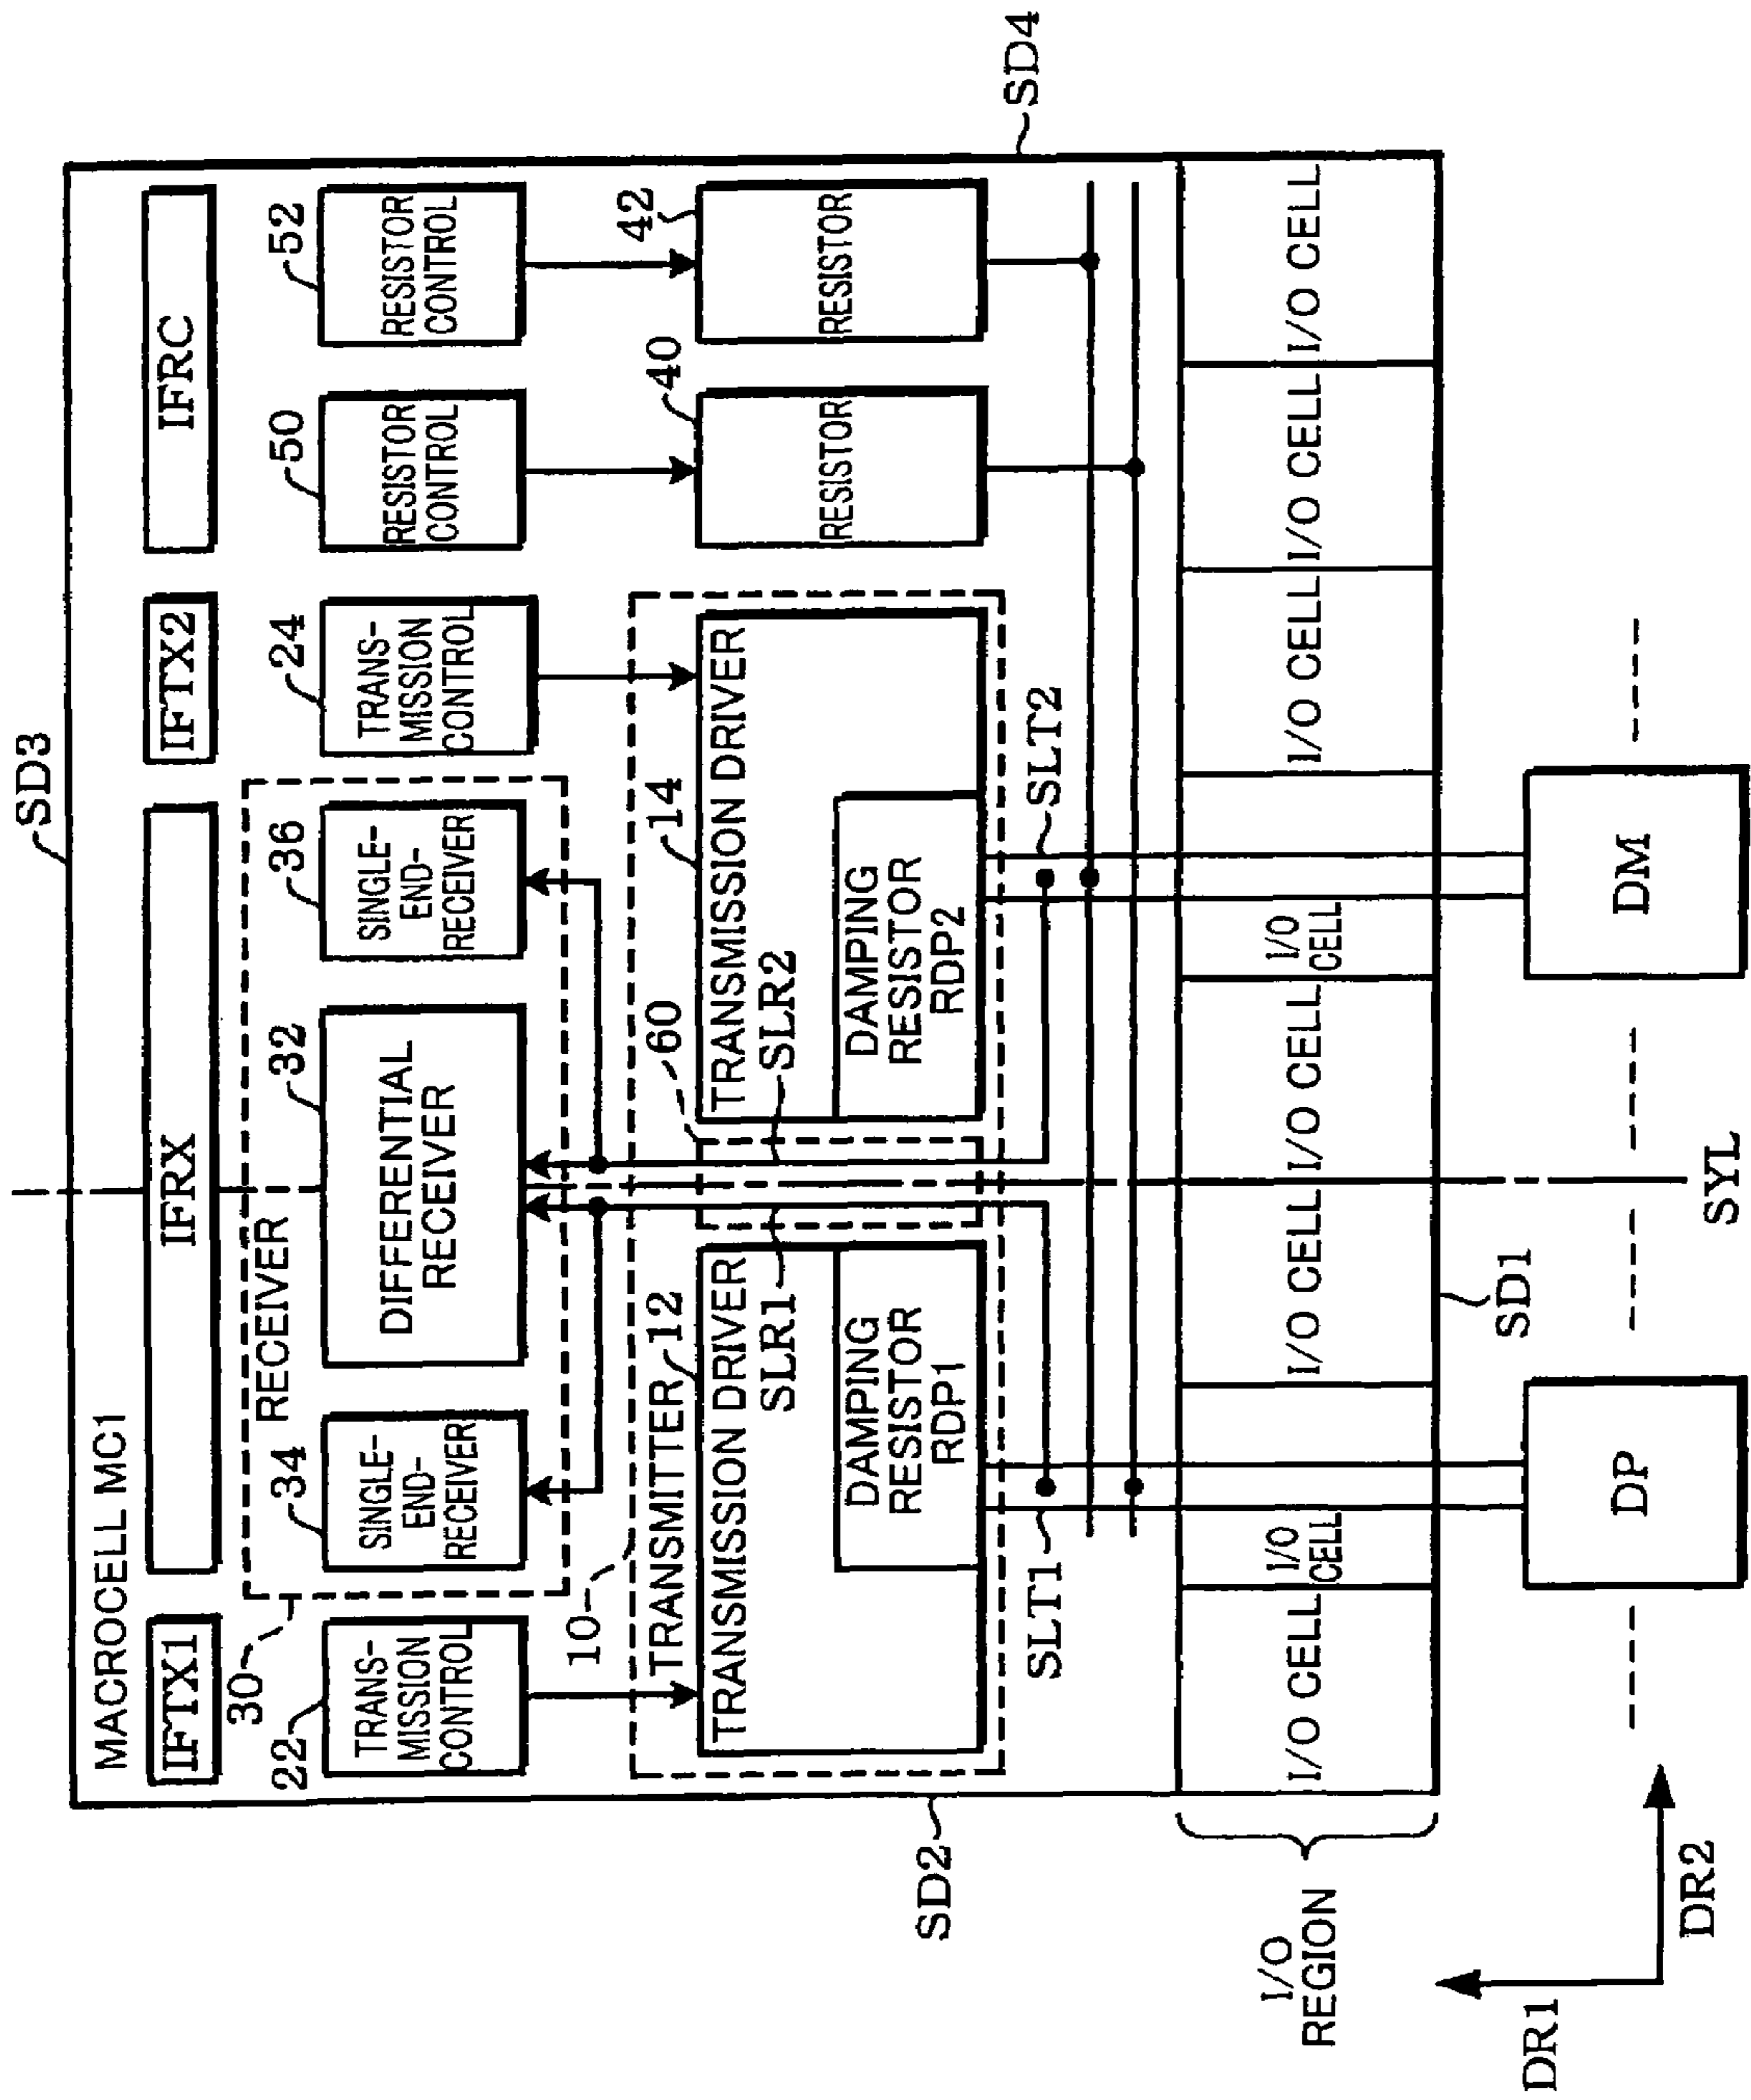 SD3
SD4
MACROCELL MC1
IFTX1
IFRX
IFTX2
IFRC
30
RECEIVER
22
TRANS-
MISSION
CONTROL
34
SINGLE-
END-
RECEIVER
32
DIFFERENTIAL
RECEIVER
36
SINGLE-
END-
RECEIVER
24
TRANS-
MISSION
CONTROL
50
RESISTOR
CONTROL
52
RESISTOR
CONTROL
10
TRANSMITTER
12
TRANSMISSION DRIVER
DAMPING
RESISTOR
RDP1
SLR1
60
SLR2
14
TRANSMISSION DRIVER
DAMPING
RESISTOR
RDP2
40
RESISTOR
42
RESISTOR
SD2
SLT1
SLT2
I/O
REGION
I/O CELL
I/O
CELL
I/O CELL
I/O CELL
I/O
CELL
I/O CELL
I/O CELL
I/O CELL
SD1
DP
DM
SYL
DR1
DR2